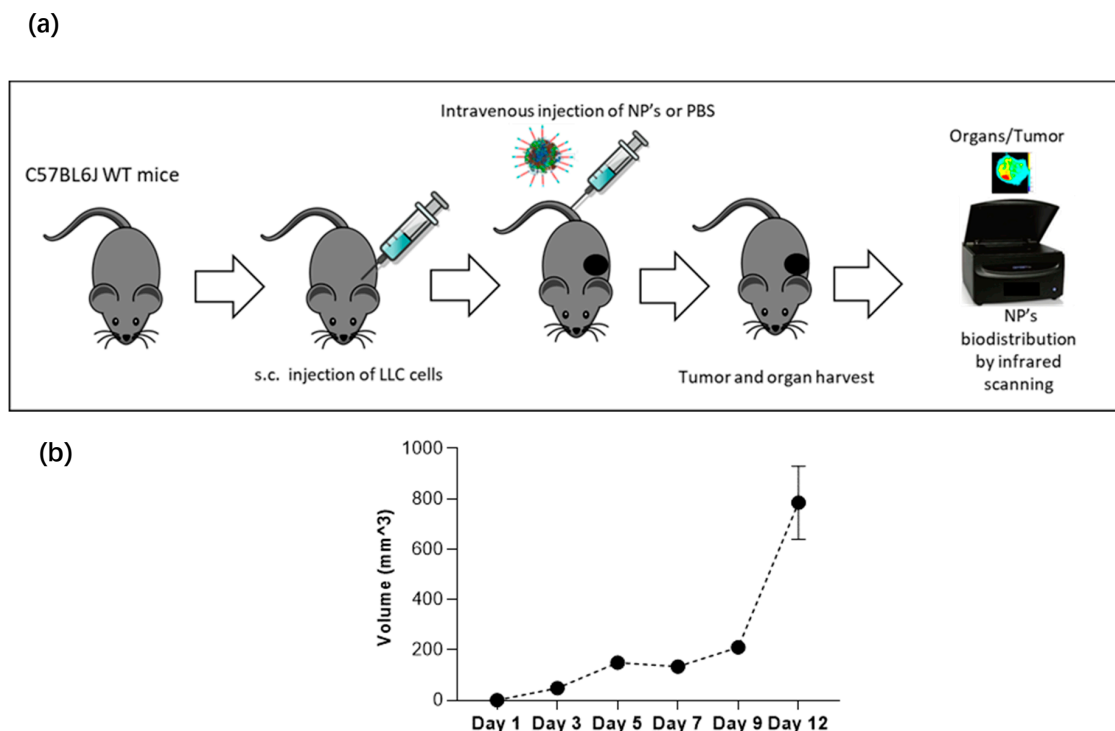 (a)
Intravenous injection of NP's or PBS
Organs/Tumor
C57BL6J WT mice
s.c. injection of LLC cells
Tumor and organ harvest
NP's
biodistribution
by infrared
scanning
(b)
Volume (mm^3)
1000
800
600
400
200
0
Day 1 Day 3 Day 5 Day 7 Day 9 Day 12